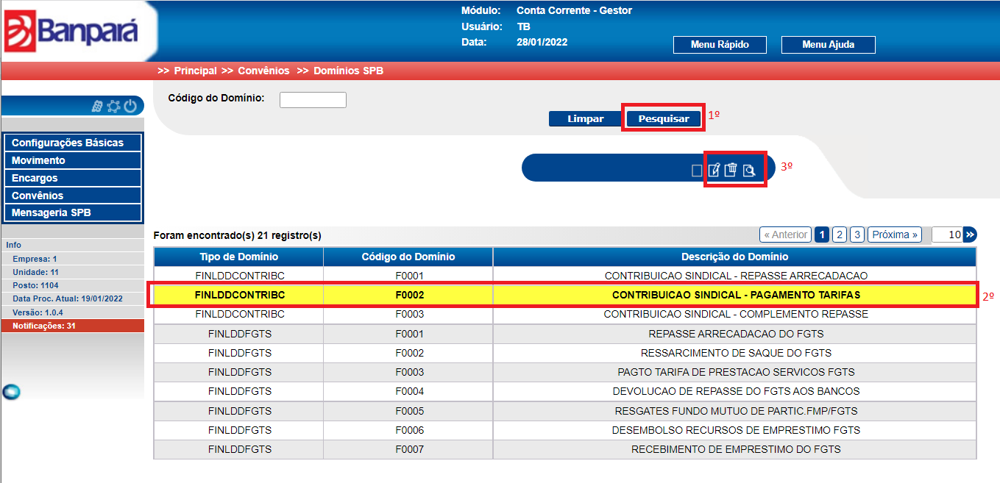 Banpará
Módulo: Conta Corrente - Gestor
Usuário: TB
Data: 28/01/2022
Menu Rápido Menu Ajuda
>> Principal >> Convênios >> Domínios SPB
Código do Domínio:
Limpar Pesquisar 1º
3º
Configurações Básicas
Movimento
Encargos
Convênios
Mensageria SPB
Info
Empresa: 1
Unidade: 11
Posto: 1104
Data Proc. Atual: 19/01/2022
Versão: 1.0.4
Notificações: 31
Foram encontrado(s) 21 registro(s) « Anterior 1 2 3 Próxima » 10 »
Tipo de Domínio Código do Domínio Descrição do Domínio
FINLDDCONTRIBC F0001 CONTRIBUICAO SINDICAL - REPASSE ARRECADACAO
FINLDDCONTRIBC F0002 CONTRIBUICAO SINDICAL - PAGAMENTO TARIFAS 2º
FINLDDCONTRIBC F0003 CONTRIBUICAO SINDICAL - COMPLEMENTO REPASSE
FINLDDFGTS F0001 REPASSE ARRECADACAO DO FGTS
FINLDDFGTS F0002 RESSARCIMENTO DE SAQUE DO FGTS
FINLDDFGTS F0003 PAGTO TARIFA DE PRESTACAO SERVICOS FGTS
FINLDDFGTS F0004 DEVOLUCAO DE REPASSE DO FGTS AOS BANCOS
FINLDDFGTS F0005 RESGATES FUNDO MUTUO DE PARTIC.FMP/FGTS
FINLDDFGTS F0006 DESEMBOLSO RECURSOS DE EMPRESTIMO FGTS
FINLDDFGTS F0007 RECEBIMENTO DE EMPRESTIMO DO FGTS